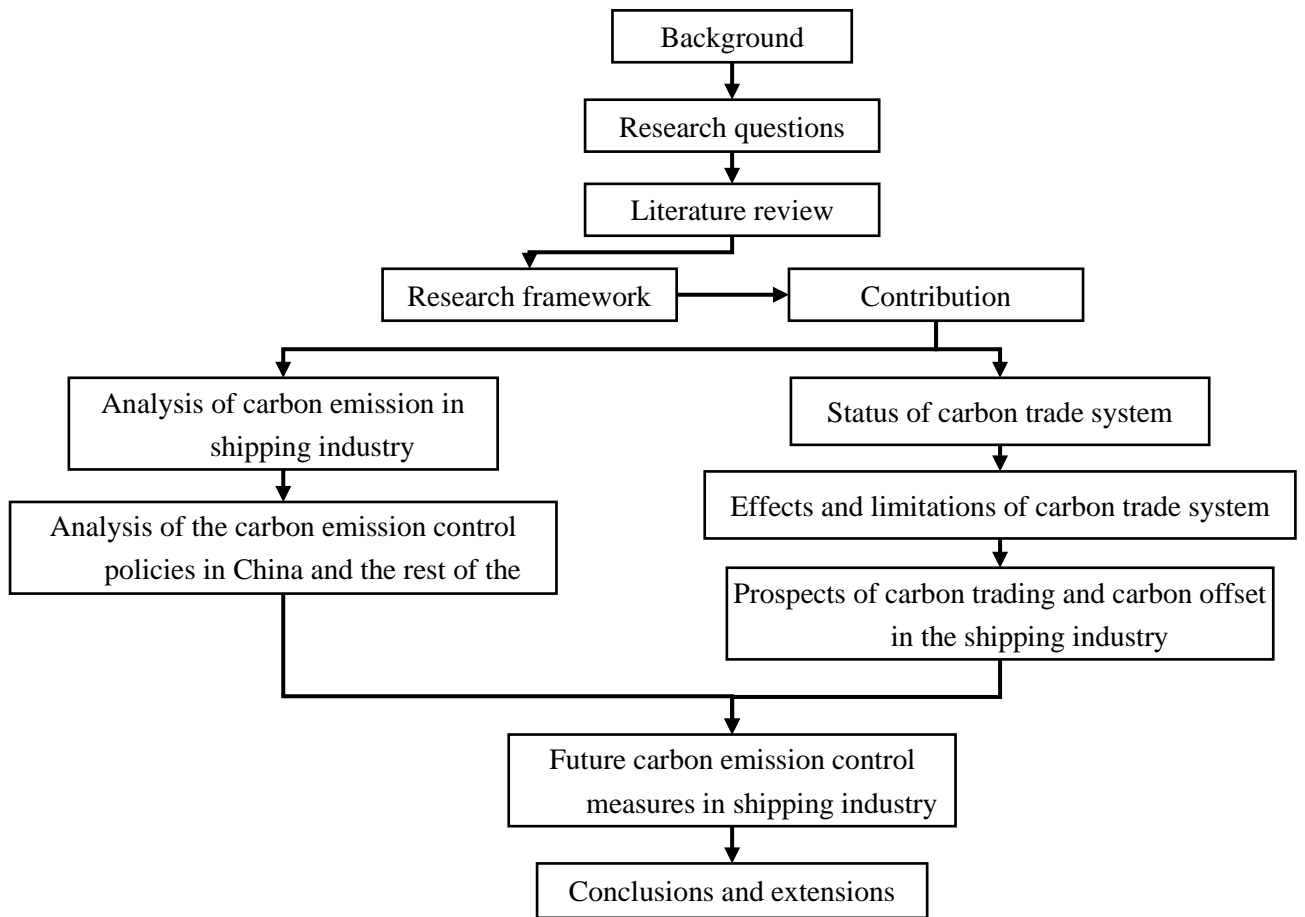 Background
Research questions
Literature review
Research framework
Contribution
Analysis of carbon emission in
shipping industry
Analysis of the carbon emission control
policies in China and the rest of the
Status of carbon trade system
Effects and limitations of carbon trade system
Prospects of carbon trading and carbon offset
in the shipping industry
Future carbon emission control
measures in shipping industry
Conclusions and extensions